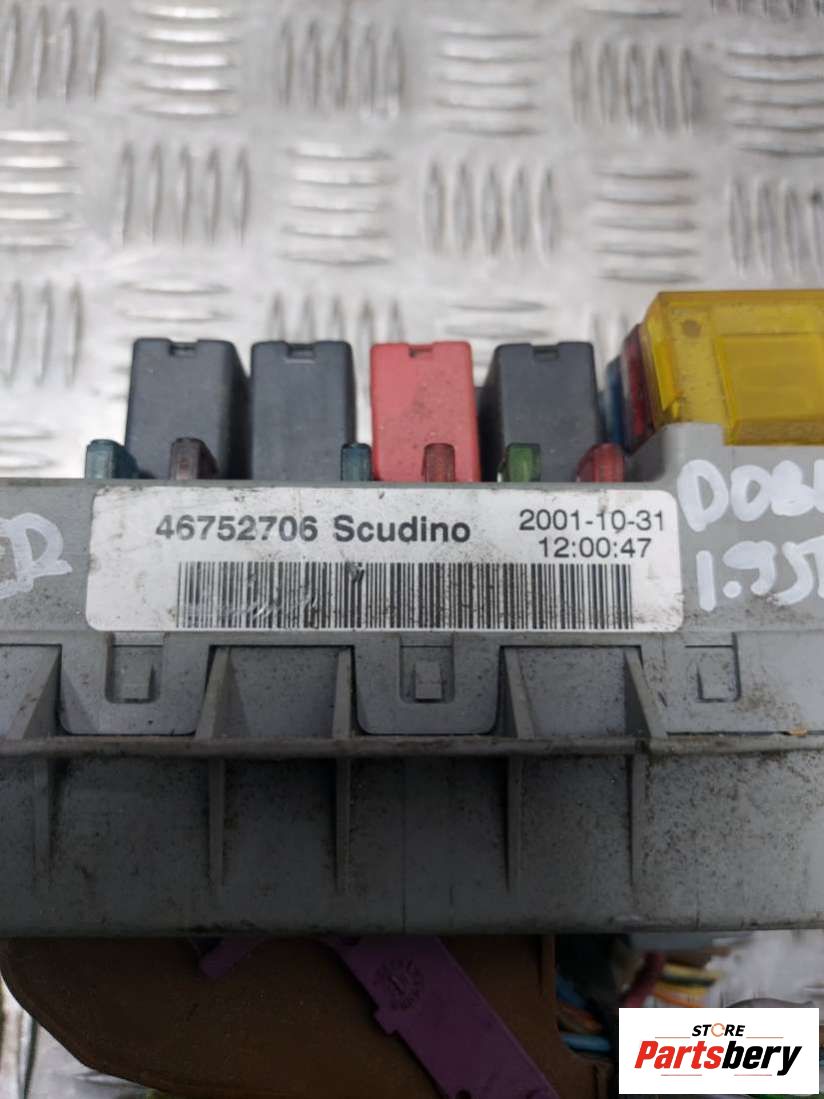 46752706 Scudino
2001-10-31
12:00:47
STORE
Partsbery